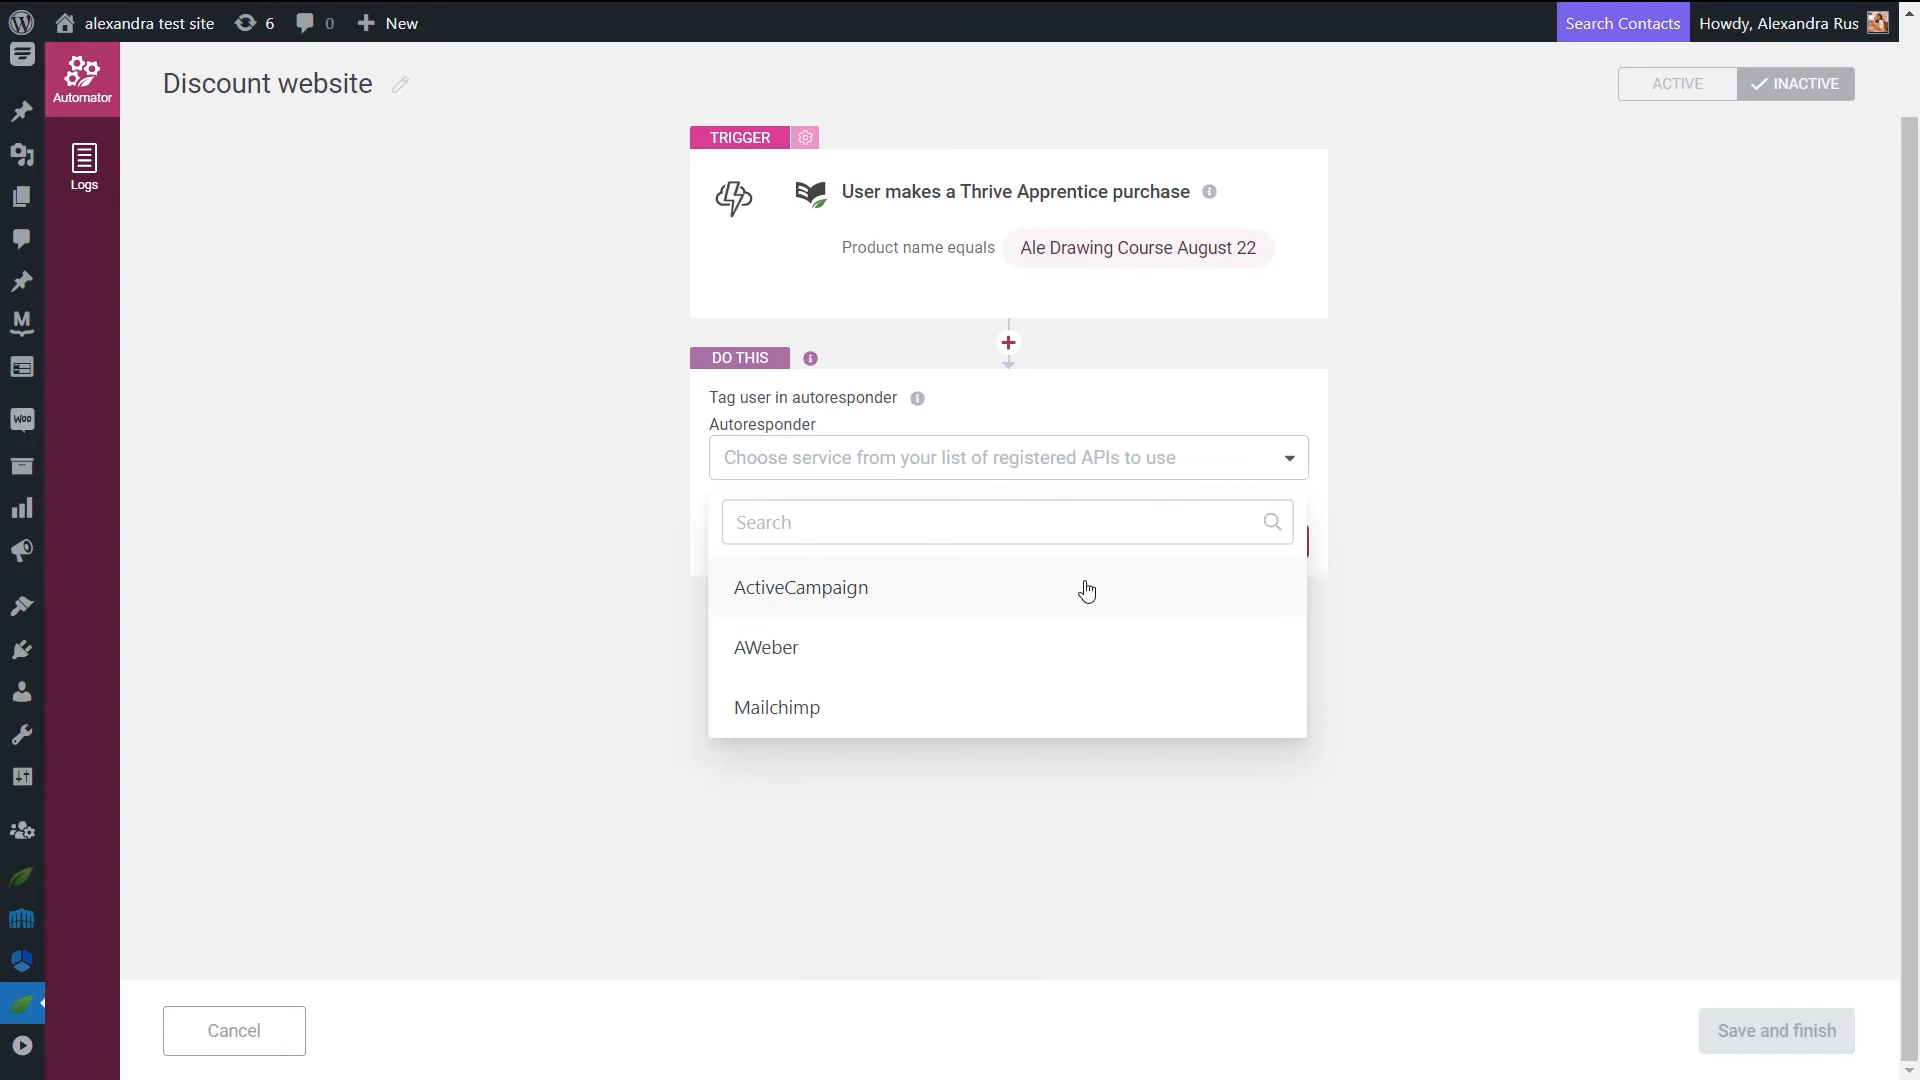 alexandra test site
6
0
New
Search Contacts
Howdy, Alexandra Rus
Automator
Logs
Discount website
ACTIVE
INACTIVE
TRIGGER
User makes a Thrive Apprentice purchase
Product name equals Ale Drawing Course August 22
DO THIS
Tag user in autoresponder
Autoresponder
Choose service from your list of registered APIs to use
Search
ActiveCampaign
AWeber
Mailchimp
M
Woo
Cancel
Save and finish